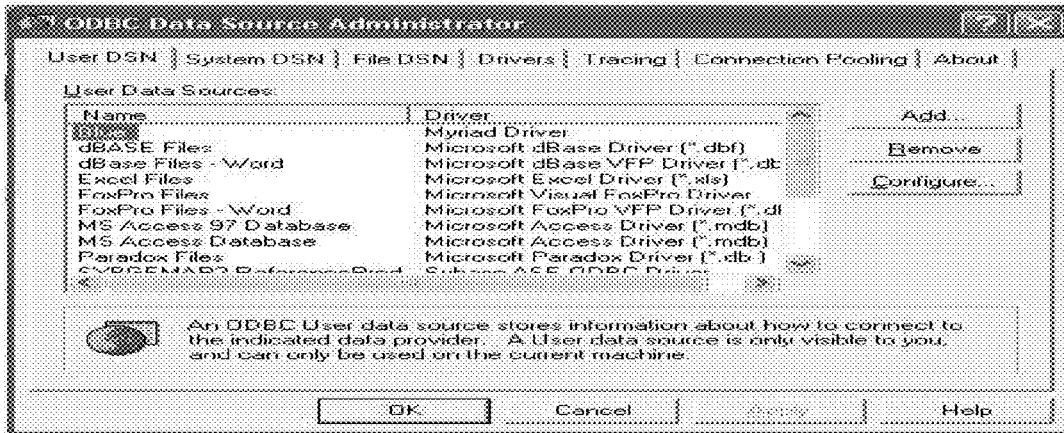 ODBC Data Source Administrator
User DSN System DSN File DSN Drivers Tracing Connection Pooling About
User Data Sources:
Name Driver
Myriad Driver
dBASE Files Microsoft dBase Driver (*.dbf)
dBase Files - Word Microsoft dBase VFP Driver (*.db
Excel Files Microsoft Excel Driver (*.xls)
FoxPro Files Microsoft Visual FoxPro Driver
FoxPro Files - Word Microsoft FoxPro VFP Driver (*.d
MS Access 97 Database Microsoft Access Driver (*.mdb)
MS Access Database Microsoft Access Driver (*.mdb)
Paradox Files Microsoft Paradox Driver (*.db )
Sybase ASE ODBC Driver
Add...
Remove
Configure...
An ODBC User data source stores information about how to connect to
the indicated data provider. A User data source is only visible to you,
and can only be used on the current machine.
OK Cancel Apply Help